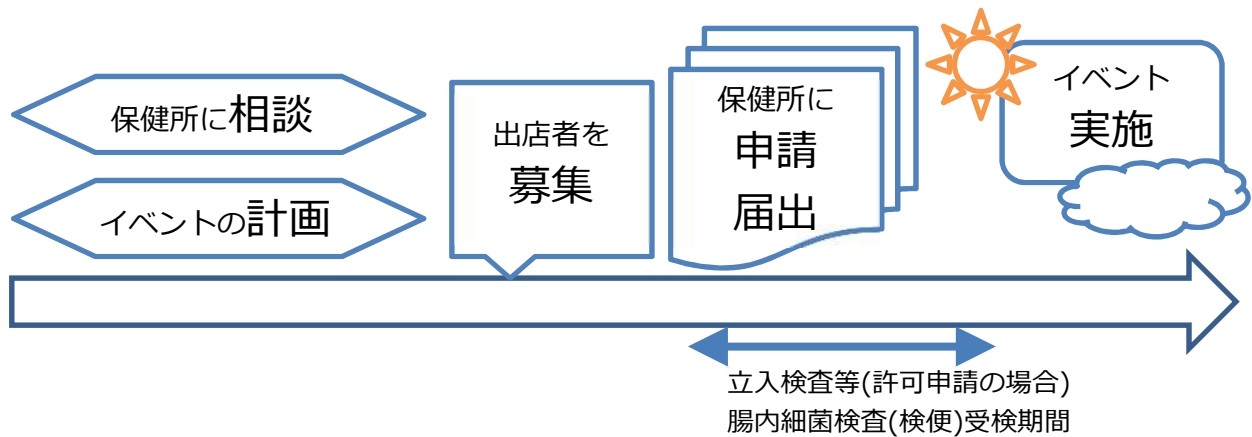 保健所に相談
イベントの計画
出店者を
募集
保健所に
申請
届出
イベント
実施
立入検査等(許可申請の場合)
腸内細菌検査(検便)受検期間